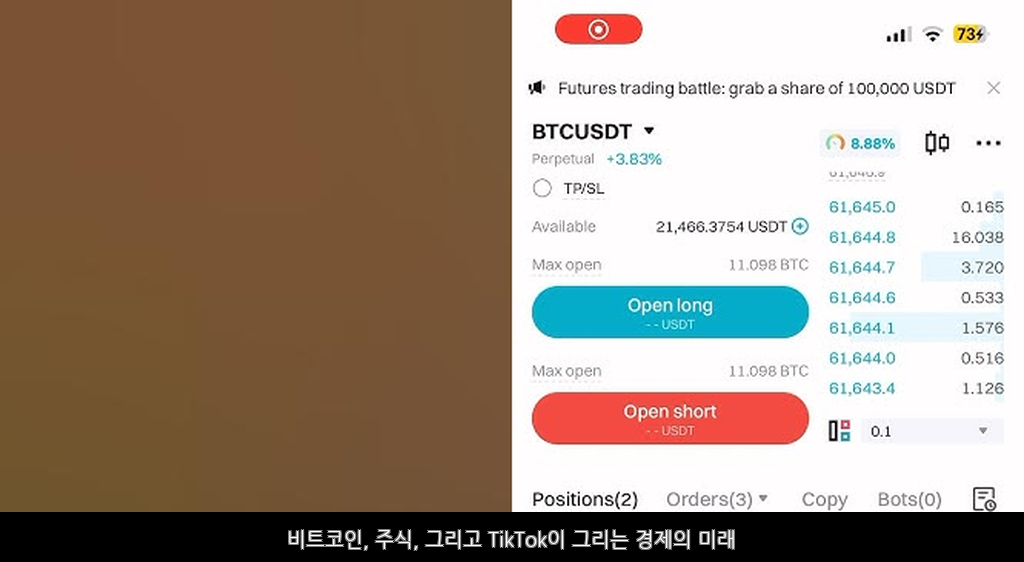 73
Futures trading battle: grab a share of 100,000 USDT
BTCUSDT
8.88%
Perpetual +3.83%
TP/SL
61,645.0 0.165
Available 21,466.3754 USDT
61,644.8 16.038
Max open 11.098 BTC
61,644.7 3.720
Open long
61,644.6 0.533
- - USDT
61,644.1 1.576
Max open 11.098 BTC
61,644.0 0.516
61,643.4 1.126
Open short
- - USDT
0.1
Positions(2) Orders(3) Copy Bots(0)
비트코인, 주식, 그리고 TikTok이 그리는 경제의 미래